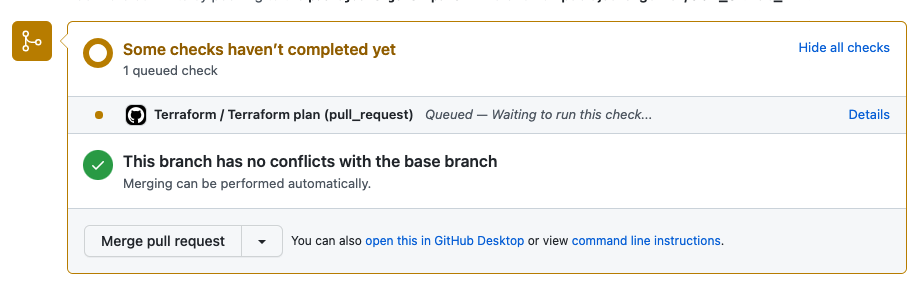 Some checks haven’t completed yet
Hide all checks
1 queued check
Terraform / Terraform plan (pull_request) Queued — Waiting to run this check...
Details
This branch has no conflicts with the base branch
Merging can be performed automatically.
Merge pull request
You can also open this in GitHub Desktop or view command line instructions.